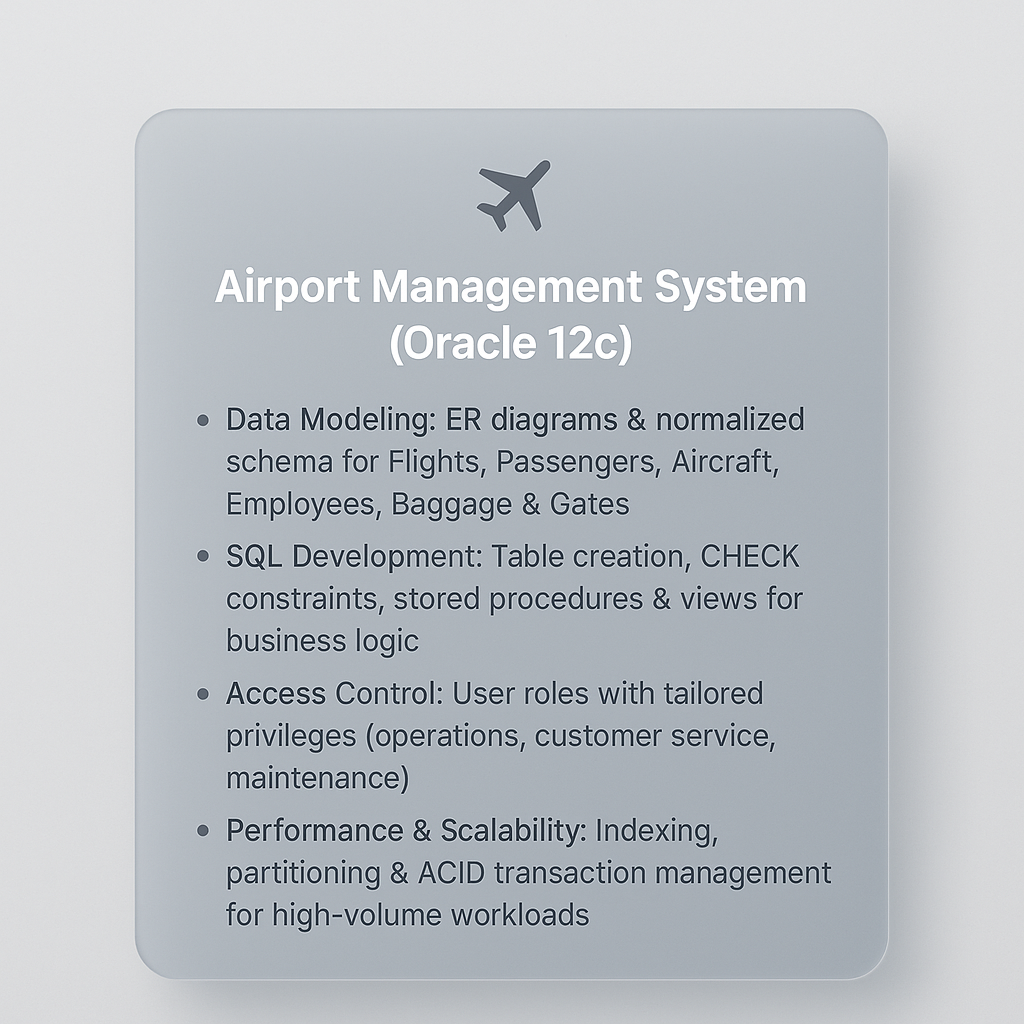 Airport Management System
(Oracle 12c)
• Data Modeling: ER diagrams & normalized
schema for Flights, Passengers, Aircraft,
Employees, Baggage & Gates
• SQL Development: Table creation, CHECK
constraints, stored procedures & views for
business logic
• Access Control: User roles with tailored
privileges (operations, customer service,
maintenance)
• Performance & Scalability: Indexing,
partitioning & ACID transaction management
for high-volume workloads